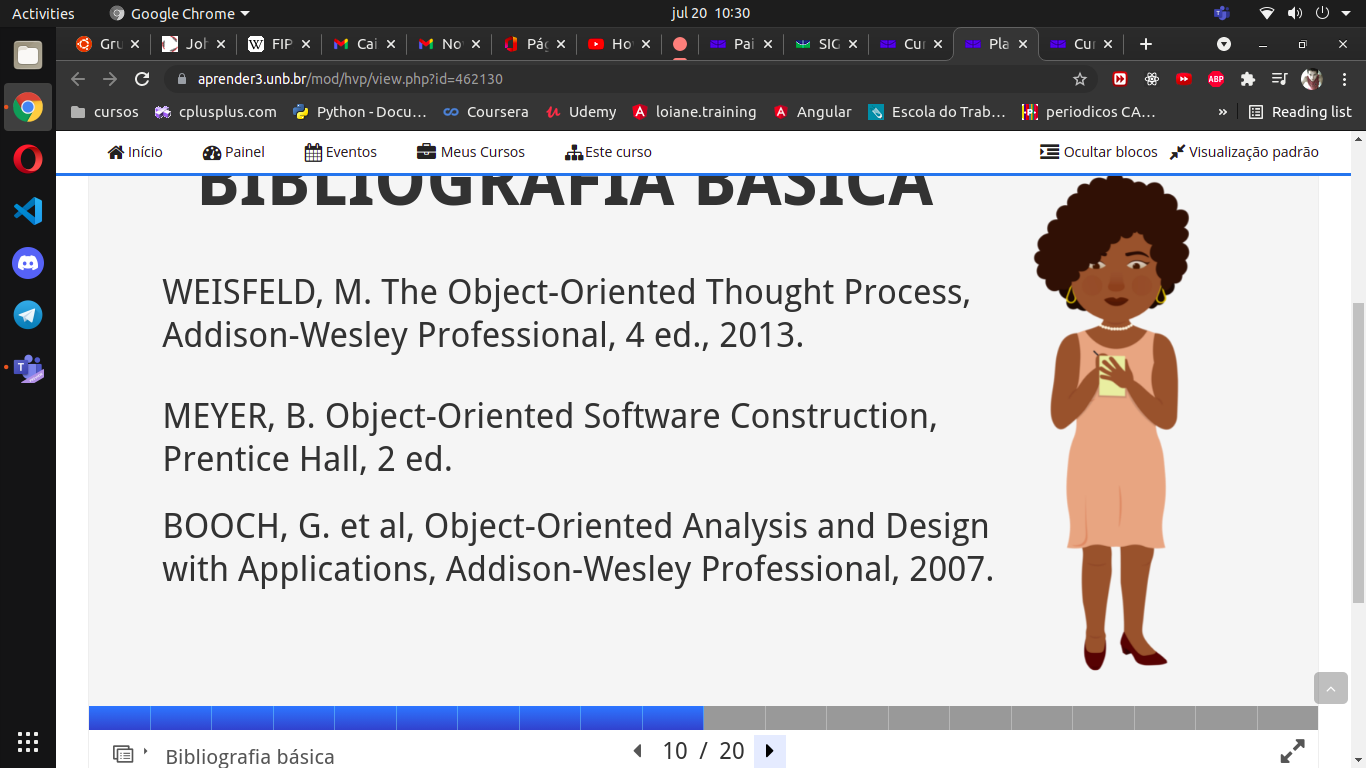 Activities
Google Chrome
jul 20 10:30
Gru
Joh
FIP
Cai
No
Pág
Ho
Pai
SIG
Cur
Pla
Cur
aprender3.unb.br/mod/hvp/view.php?id=462130
ABP
cursos
cplusplus.com
Python - Docu…
Coursera
Udemy
loiane.training
Angular
Escola do Trab…
periodicos CA…
»
Reading list
Início
Painel
Eventos
Meus Cursos
Este curso
Ocultar blocos
Visualização padrão
BIBLIOGRAFIA BÁSICA
WEISFELD, M. The Object-Oriented Thought Process,
Addison-Wesley Professional, 4 ed., 2013.
MEYER, B. Object-Oriented Software Construction,
Prentice Hall, 2 ed.
BOOCH, G. et al, Object-Oriented Analysis and Design
with Applications, Addison-Wesley Professional, 2007.
Bibliografia básica
10 / 20